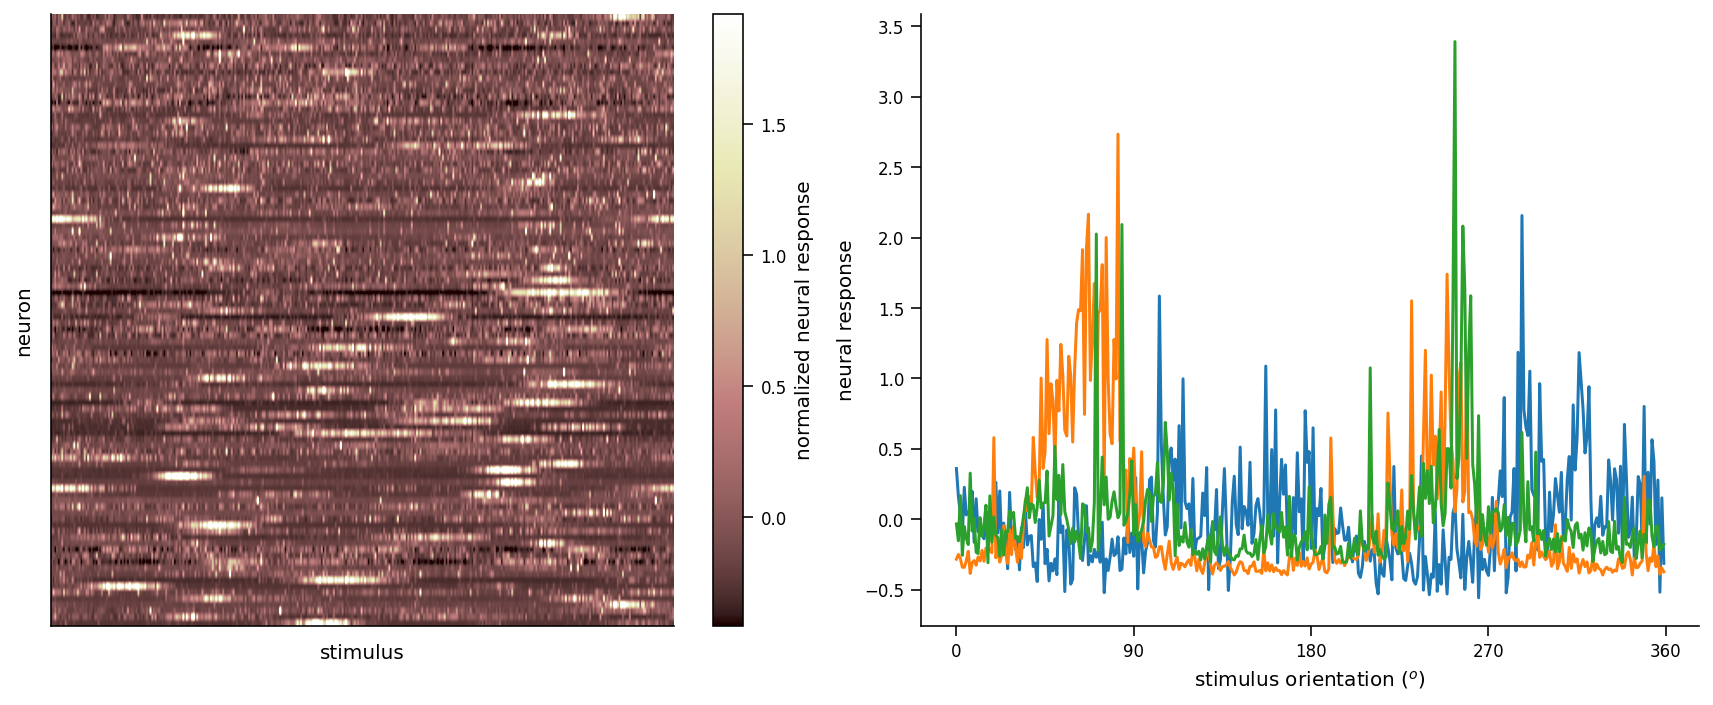 neuron
stimulus
1.5
1.0
0.5
0.0
normalized neural response
neural response
3.5
3.0
2.5
2.0
1.5
1.0
0.5
0.0
−0.5
0 90 180 270 360
stimulus orientation (o)